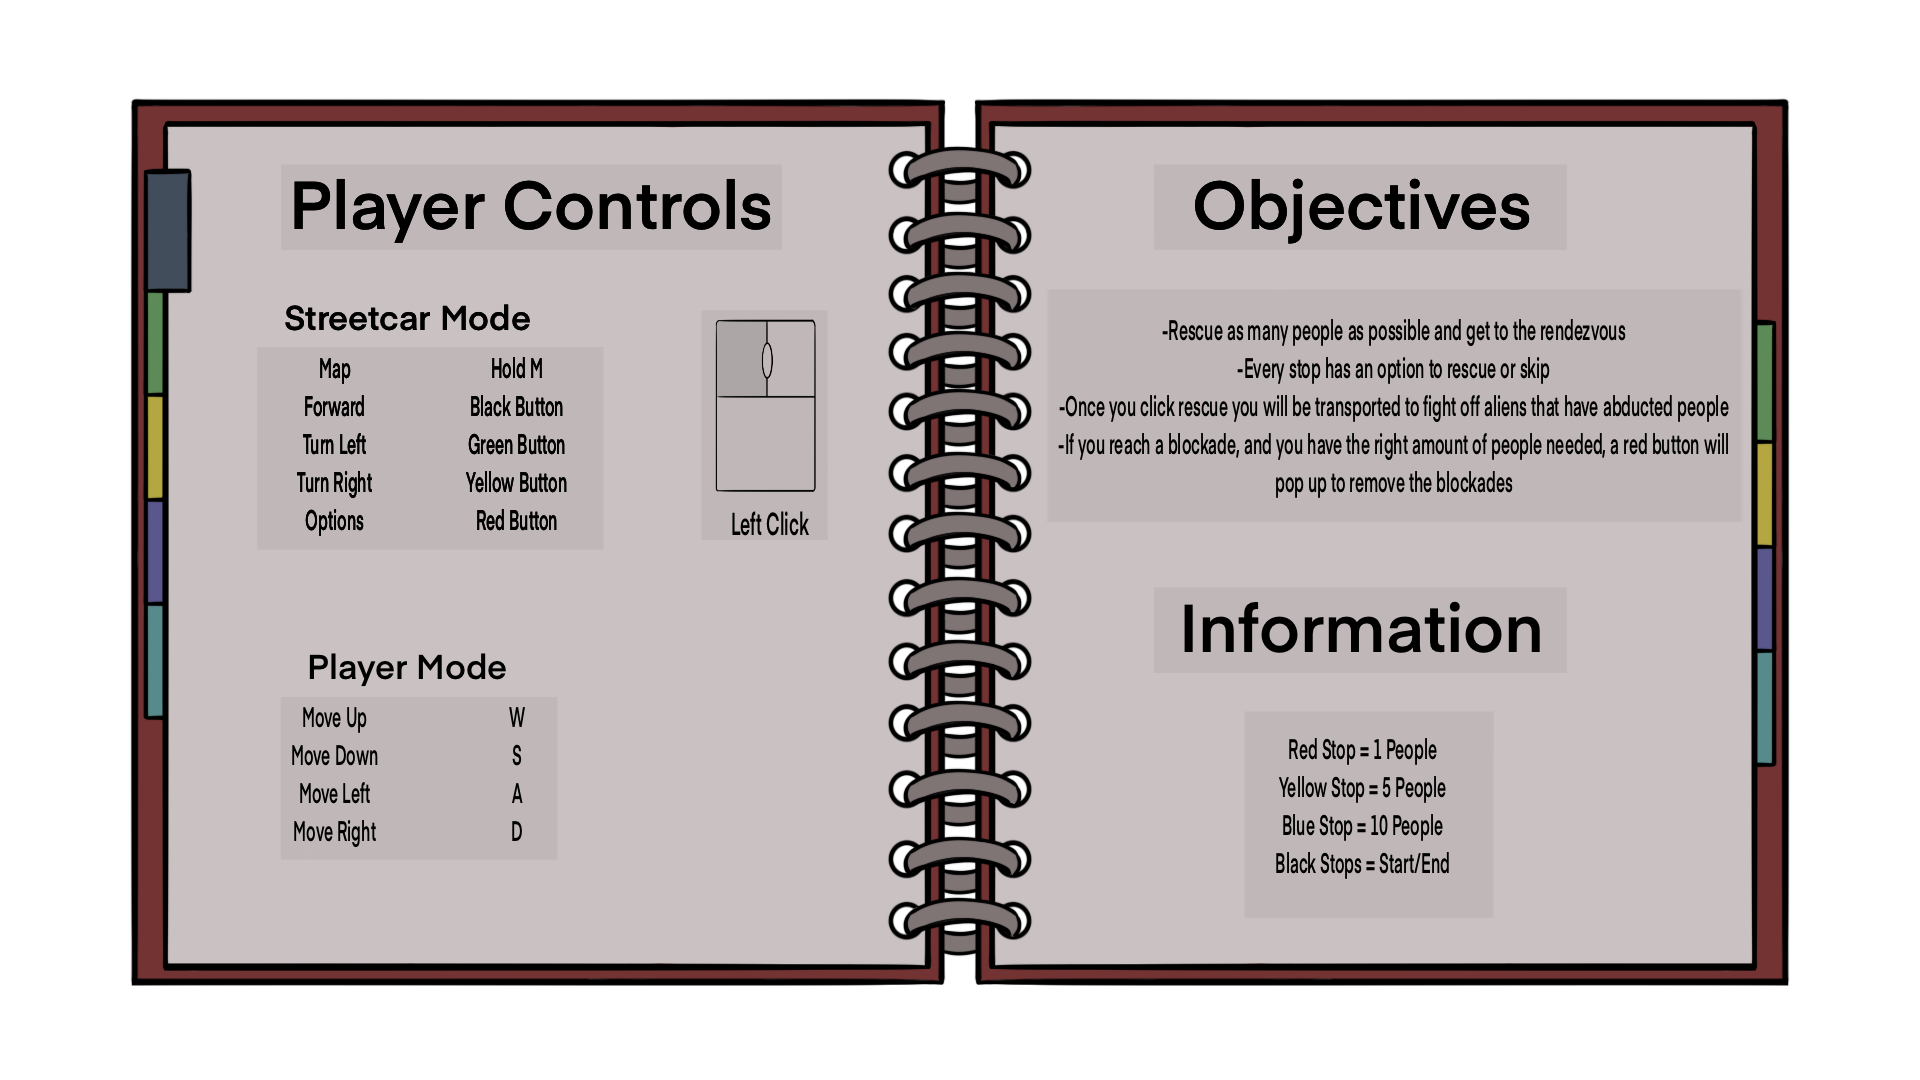 Player Controls
Streetcar Mode
Map Hold M
Forward Black Button
Turn Left Green Button
Turn Right Yellow Button
Options Red Button
Left Click
Player Mode
Move Up W
Move Down S
Move Left A
Move Right D
Objectives
-Rescue as many people as possible and get to the rendezvous
-Every stop has an option to rescue or skip
-Once you click rescue you will be transported to fight off aliens that have abducted people
-If you reach a blockade, and you have the right amount of people needed, a red button will
pop up to remove the blockades
Information
Red Stop = 1 People
Yellow Stop = 5 People
Blue Stop = 10 People
Black Stops = Start/End